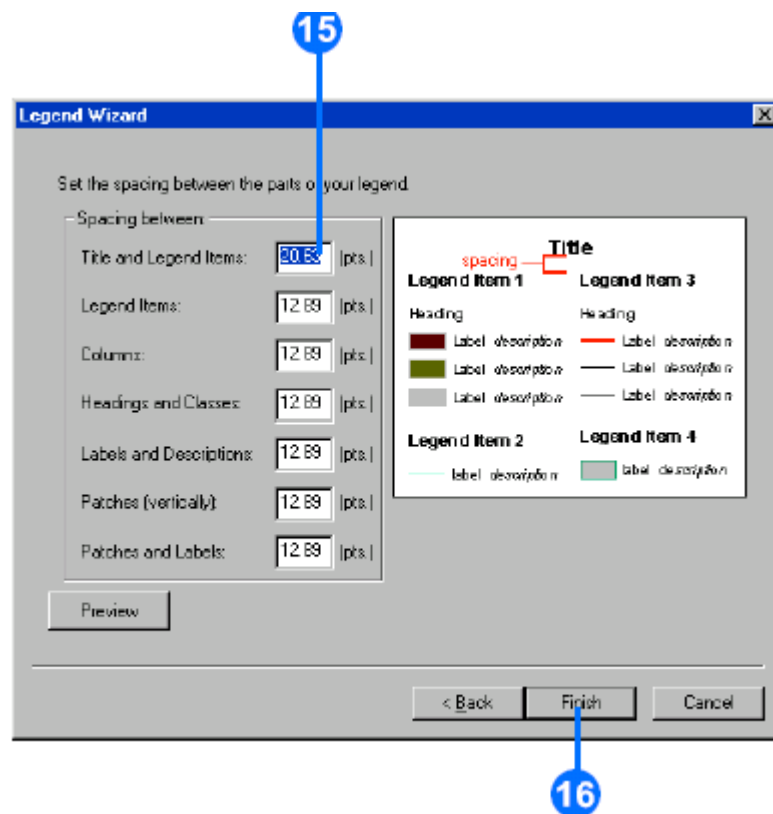 15
Legend Wizard
Set the spacing between the parts of your legend.
Spacing between:
Title and Legend Items: 20.63 (pts.)
Legend Items: 12.89 (pts.)
Columns: 12.89 (pts.)
Headings and Classes: 12.89 (pts.)
Labels and Descriptions: 12.89 (pts.)
Patches (vertically): 12.89 (pts.)
Patches and Labels: 12.89 (pts.)
Preview
Title
spacing
Legend Item 1 Legend Item 3
Heading Heading
Label description Label description
Label description Label description
Label description Label description
Legend Item 2 Legend Item 4
label description label description
< Back Finish Cancel
16